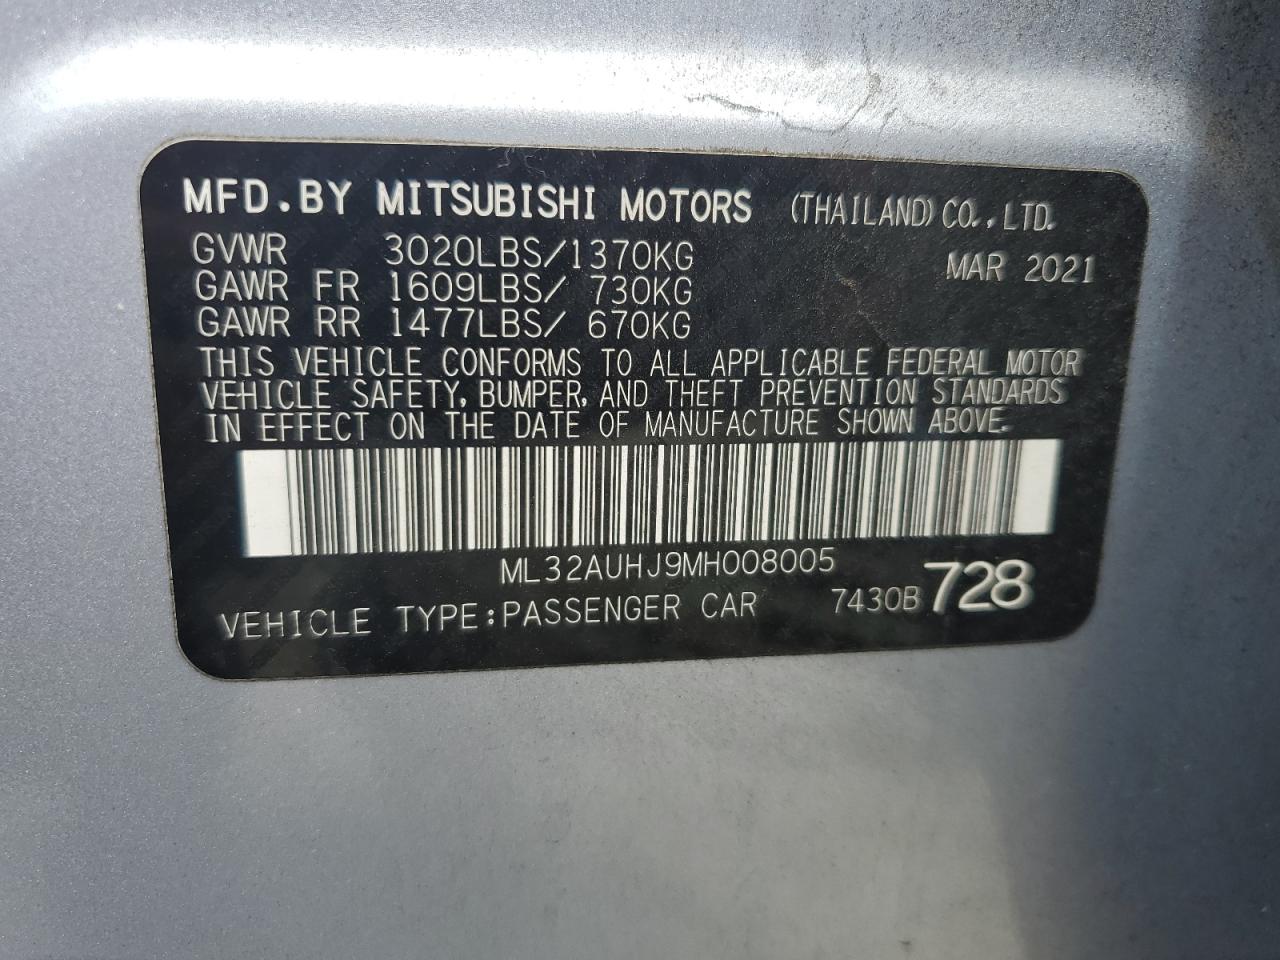 MFD.BY MITSUBISHI MOTORS (THAILAND) CO.,LTD.
GVWR 3020LBS/1370KG MAR 2021
GAWR FR 1609LBS/ 730KG
GAWR RR 1477LBS/ 670KG
THIS VEHICLE CONFORMS TO ALL APPLICABLE FEDERAL MOTOR
VEHICLE SAFETY, BUMPER, AND THEFT PREVENTION STANDARDS
IN EFFECT ON THE DATE OF MANUFACTURE SHOWN ABOVE.
ML32AUHJ9MH008005
VEHICLE TYPE:PASSENGER CAR 7430B 728